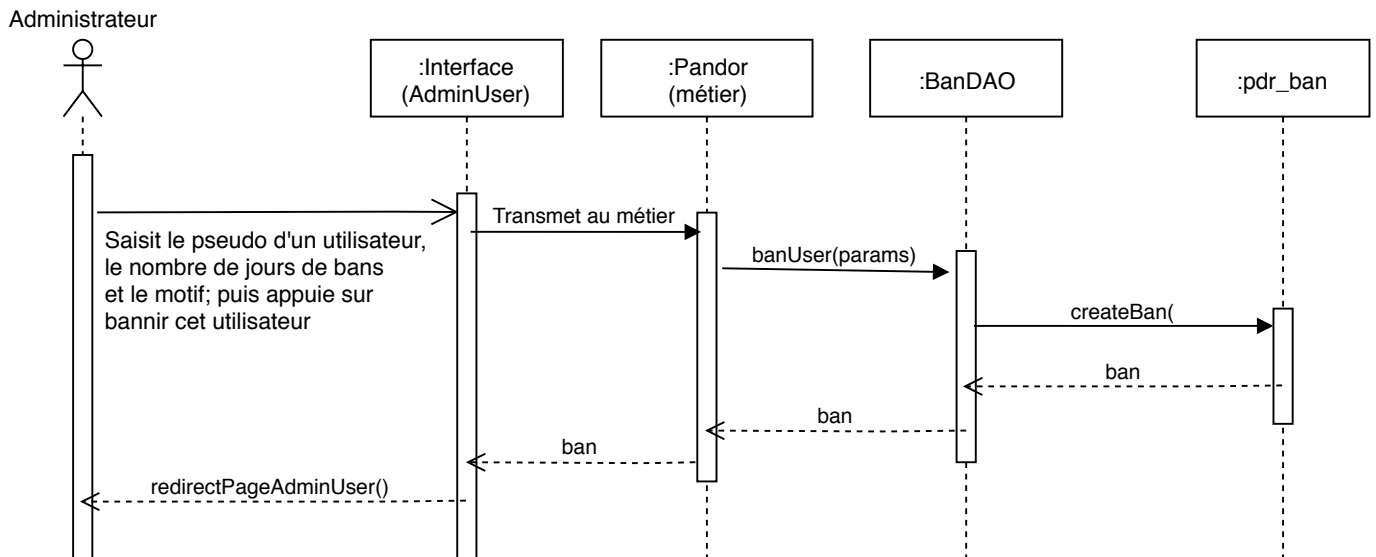 Administrateur
:Interface
(AdminUser)
:Pandor
(métier)
:BanDAO
:pdr_ban
Transmet au métier
Saisit le pseudo d'un utilisateur,
le nombre de jours de bans
et le motif; puis appuie sur
bannir cet utilisateur
banUser(params)
createBan(
ban
ban
ban
redirectPageAdminUser()